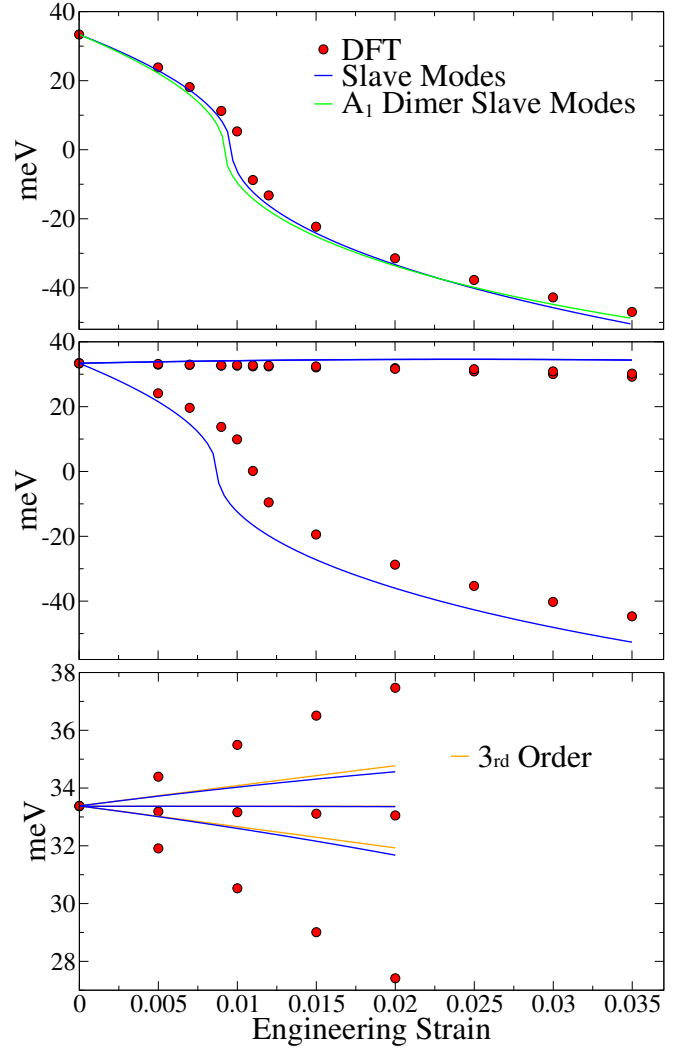 40
20
0
-20
-40
meV
DFT
Slave Modes
A₁ Dimer Slave Modes
40
20
0
-20
-40
meV
38
36
34
32
30
28
meV
3rd Order
0 0.005 0.01 0.015 0.02 0.025 0.03 0.035
Engineering Strain